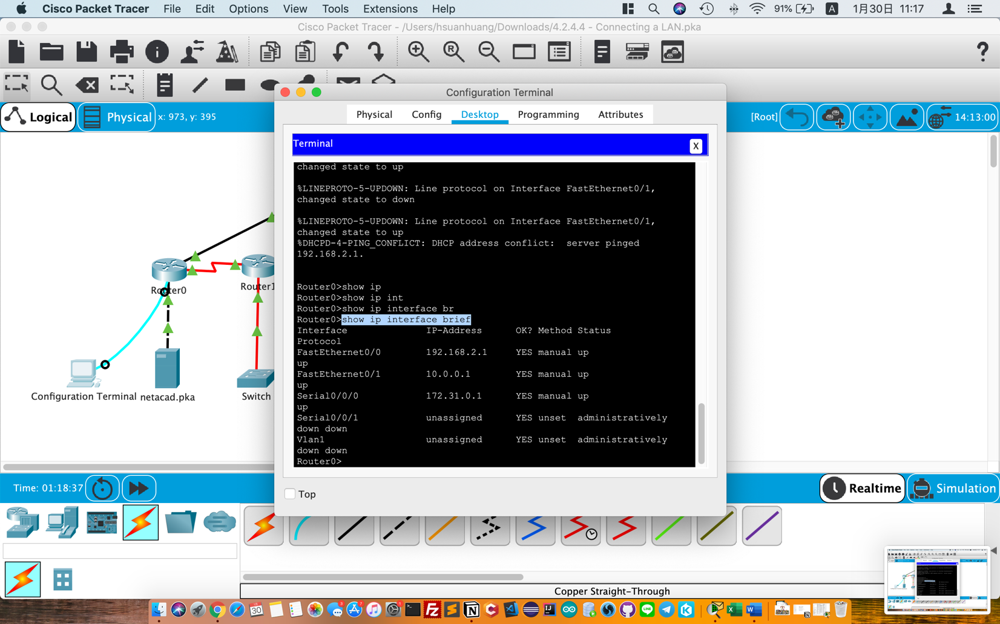 Cisco Packet Tracer File Edit Options View Tools Extensions Help 91% A 1月30日 11:17
Cisco Packet Tracer - /Users/hsuanhuang/Downloads/4.2.4.4 - Connecting a LAN.pka
Configuration Terminal
Logical Physical x: 973, y: 395
Physical Config Desktop Programming Attributes
[Root] 14:13:00
Terminal X
changed state to up
%LINEPROTO-5-UPDOWN: Line protocol on Interface FastEthernet0/1,
changed state to down
%LINEPROTO-5-UPDOWN: Line protocol on Interface FastEthernet0/1,
changed state to up
%DHCPD-4-PING_CONFLICT: DHCP address conflict:  server pinged
192.168.2.1.
Router0>show ip
Router0>show ip int
Router0>show ip interface br
Router0>show ip interface brief
Interface IP-Address OK? Method Status
Protocol
FastEthernet0/0 192.168.2.1 YES manual up
up
FastEthernet0/1 10.0.0.1 YES manual up
up
Serial0/0/0 172.31.0.1 YES manual up
up
Serial0/0/1 unassigned YES unset administratively
down down
Vlan1 unassigned YES unset administratively
down down
Router0>
Router0
Router1
Configuration Terminal
netacad.pka
Switch
Top
Time: 01:18:37
Realtime
Simulation
Copper Straight-Through